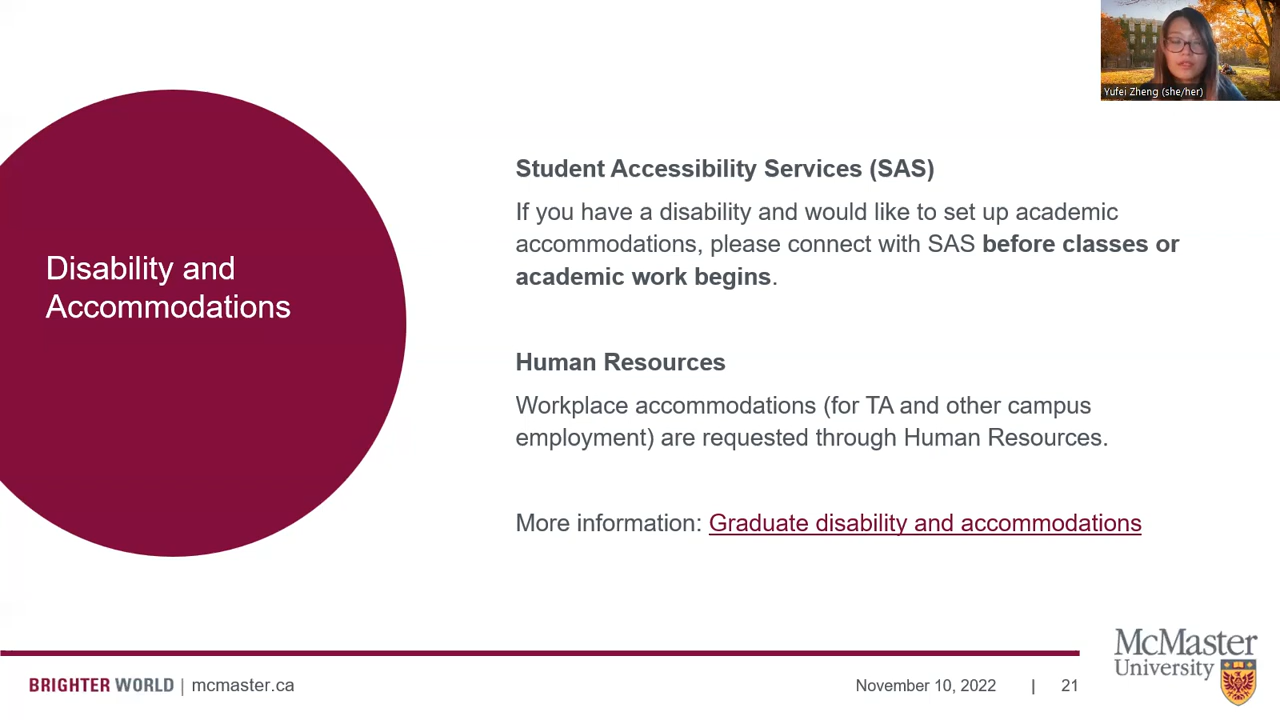 Yufei Zheng (she/her)
Disability and
Accommodations
Student Accessibility Services (SAS)
If you have a disability and would like to set up academic
accommodations, please connect with SAS before classes or
academic work begins.
Human Resources
Workplace accommodations (for TA and other campus
employment) are requested through Human Resources.
More information: Graduate disability and accommodations
BRIGHTER WORLD | mcmaster.ca
November 10, 2022 | 21
McMaster
University